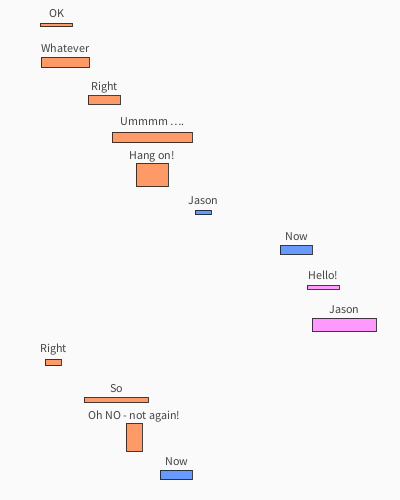 OK
Whatever
Right
Ummmm ....
Hang on!
Jason
Now
Hello!
Jason
Right
So
Oh NO - not again!
Now